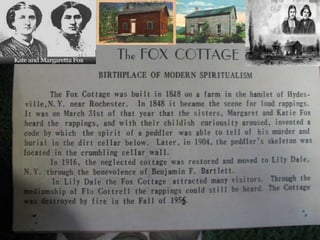 Kate and Margaretta Fox
The FOX COTTAGE
BIRTHPLACE OF MODERN SPIRITUALISM
The Fox Cottage was built in 1848 on a farm in the hamlet of Hydes-
ville, N.Y. near Rochester. In 1848 it became the scene for loud rappings.
It was on March 31st of that year that the sisters, Margaret and Katie Fox
heard the rappings, and with their childish curiosity aroused, invented a
code by which the spirit of a peddler was able to tell of his murder and
burial in the dirt cellar below. Later, in 1904, the peddler's skeleton was
located in the crumbling cellar wall.
In 1916, the neglected cottage was restored and moved to Lily Dale,
N.Y. through the benevolence of Benjamin F. Bartlett.
In Lily Dale the Fox Cottage attracted many visitors. Through the
mediumship of Flo Cottrell the rappings could still be heard. The Cottage
was destroyed by fire in the Fall of 1955.